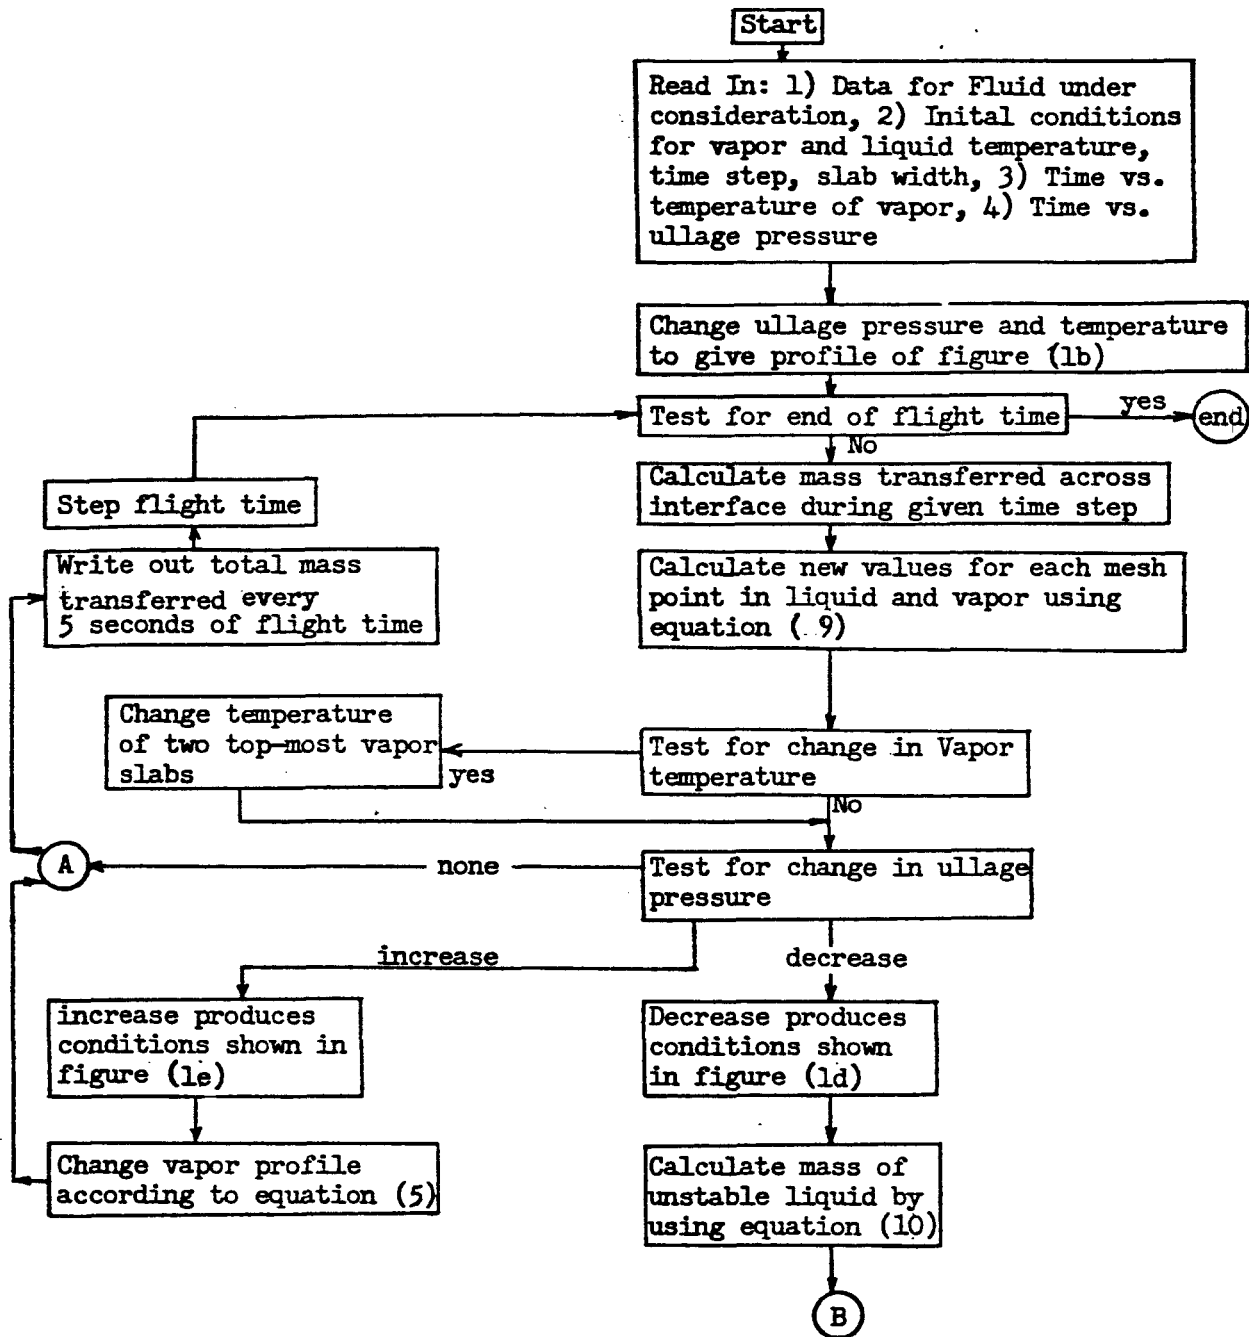 Start
Read In: 1) Data for Fluid under
consideration, 2) Inital conditions
for vapor and liquid temperature,
time step, slab width, 3) Time vs.
temperature of vapor, 4) Time vs.
ullage pressure
Change ullage pressure and temperature
to give profile of figure (1b)
Test for end of flight time
yes
end
No
Calculate mass transferred across
interface during given time step
Step flight time
Write out total mass
transferred every
5 seconds of flight time
Calculate new values for each mesh
point in liquid and vapor using
equation ( 9)
Change temperature
of two top-most vapor
slabs
yes
Test for change in Vapor
temperature
No
A
none
Test for change in ullage
pressure
increase
decrease
increase produces
conditions shown in
figure (1e)
Decrease produces
conditions shown
in figure (1d)
Change vapor profile
according to equation (5)
Calculate mass of
unstable liquid by
using equation (10)
B